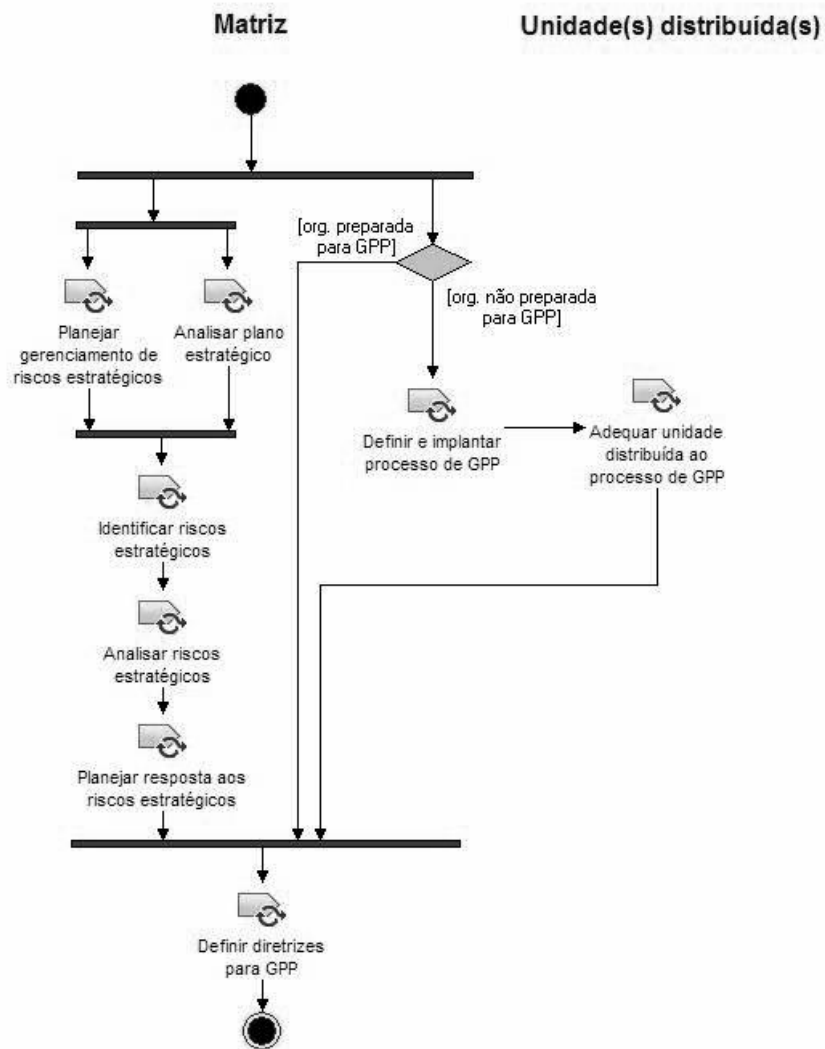 Matriz
Unidade(s) distribuída(s)
[org. preparada
para GPP]
[org. não preparada
para GPP]
Planejar
gerenciamento de
riscos estratégicos
Analisar plano
estratégico
Definir e implantar
processo de GPP
Adequar unidade
distribuída ao
processo de GPP
Identificar riscos
estratégicos
Analisar riscos
estratégicos
Planejar resposta aos
riscos estratégicos
Definir diretrizes
para GPP